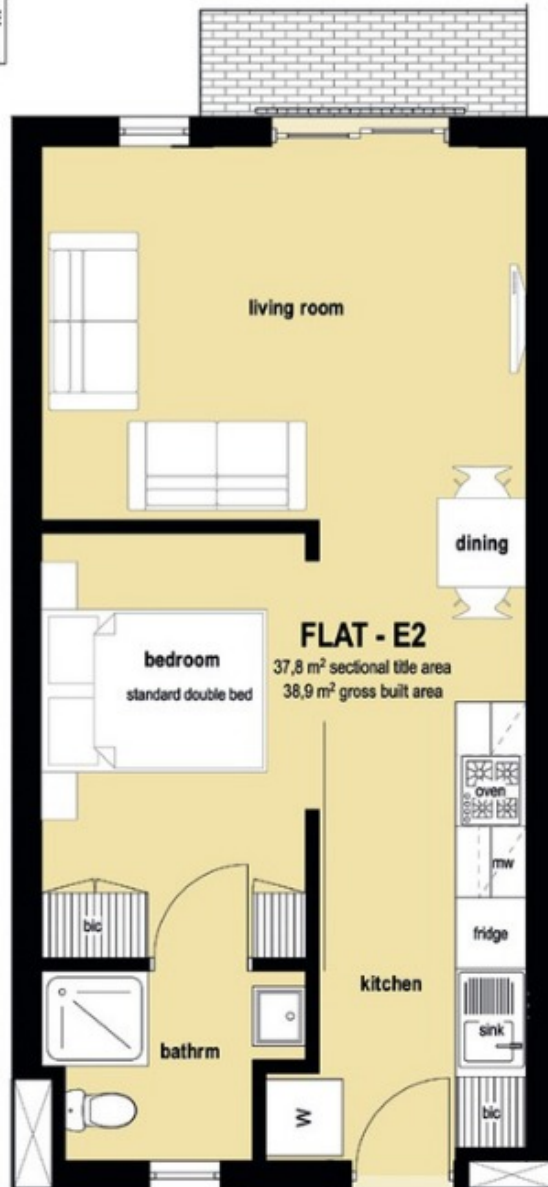 living room
dining
FLAT - E2
37,8 m² sectional title area
38,9 m² gross built area
bedroom
standard double bed
oven
mw
bic
fridge
kitchen
sink
bathrm
W
bic